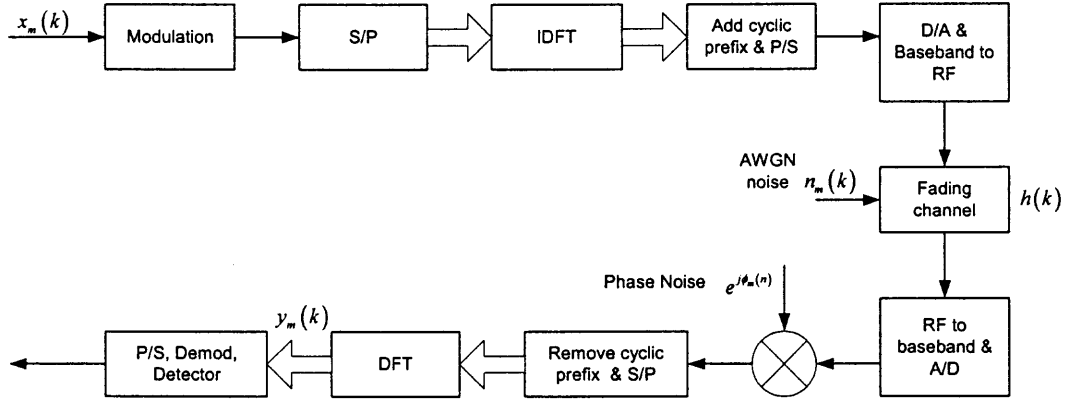 x_m(k)
Modulation
S/P
IDFT
Add cyclic
prefix & P/S
D/A &
Baseband to
RF
AWGN
noise n_m(k)
Fading
channel
h(k)
Phase Noise e^{jϕ_m(n)}
RF to
baseband &
A/D
Remove cyclic
prefix & S/P
DFT
y_m(k)
P/S, Demod,
Detector